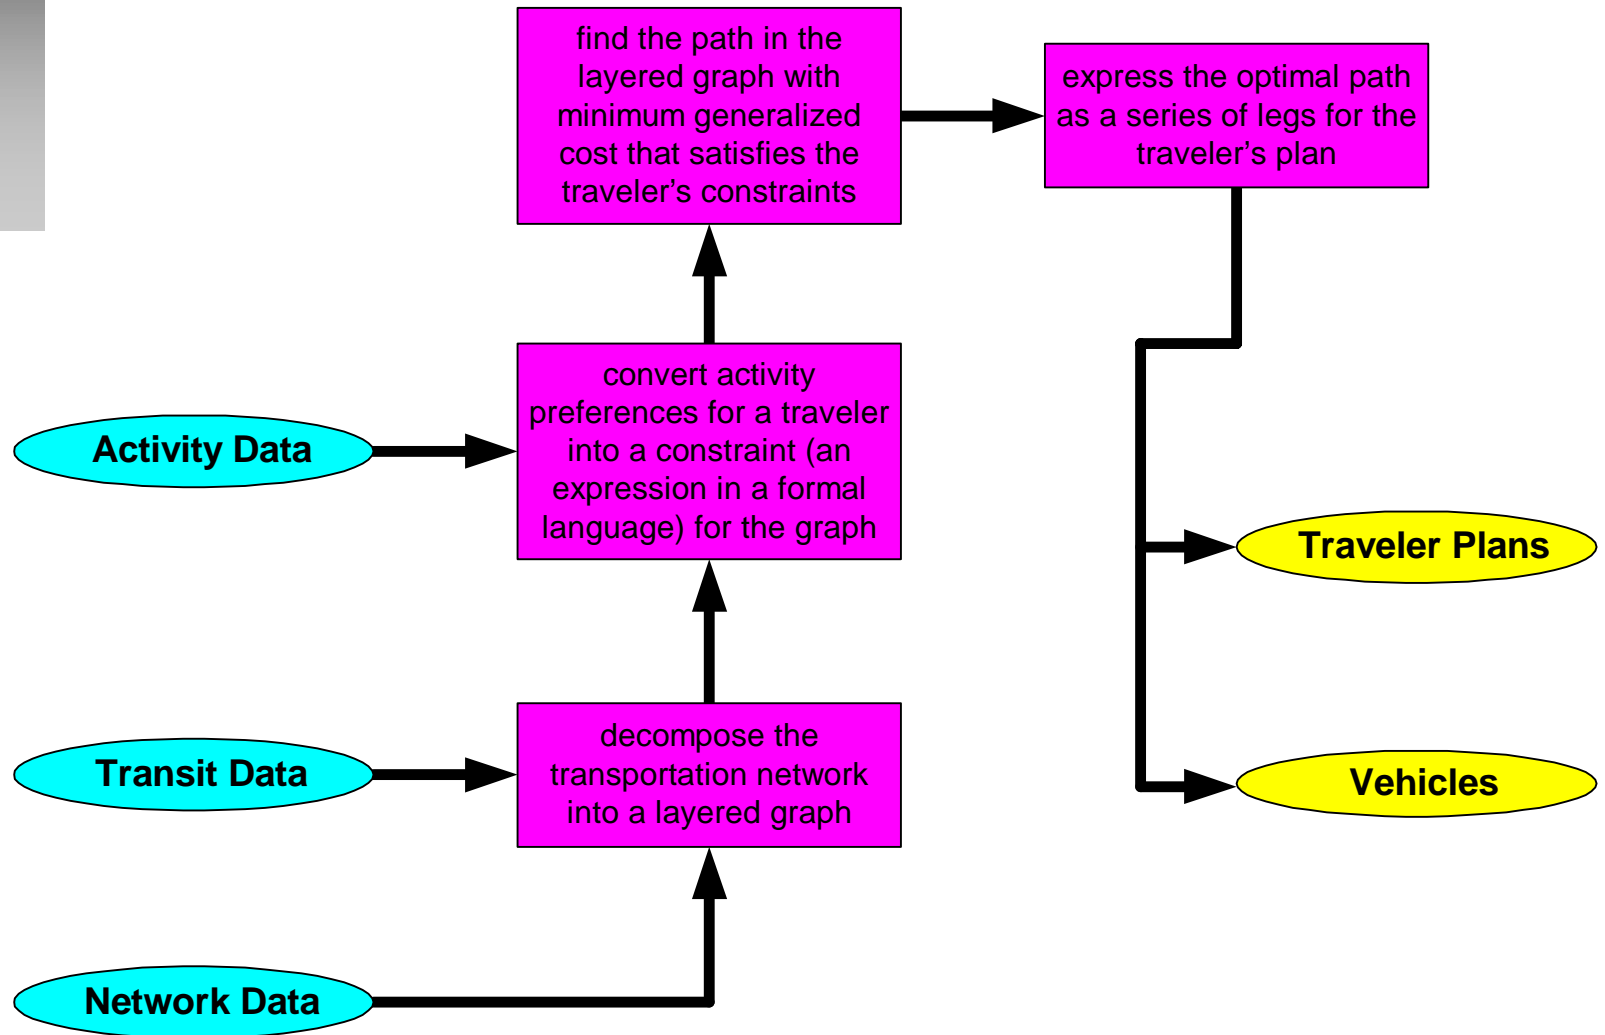 find the path in the
layered graph with
minimum generalized
cost that satisfies the
traveler’s constraints
express the optimal path
as a series of legs for the
traveler’s plan
Activity Data
convert activity
preferences for a traveler
into a constraint (an
expression in a formal
language) for the graph
Traveler Plans
Transit Data
decompose the
transportation network
into a layered graph
Vehicles
Network Data